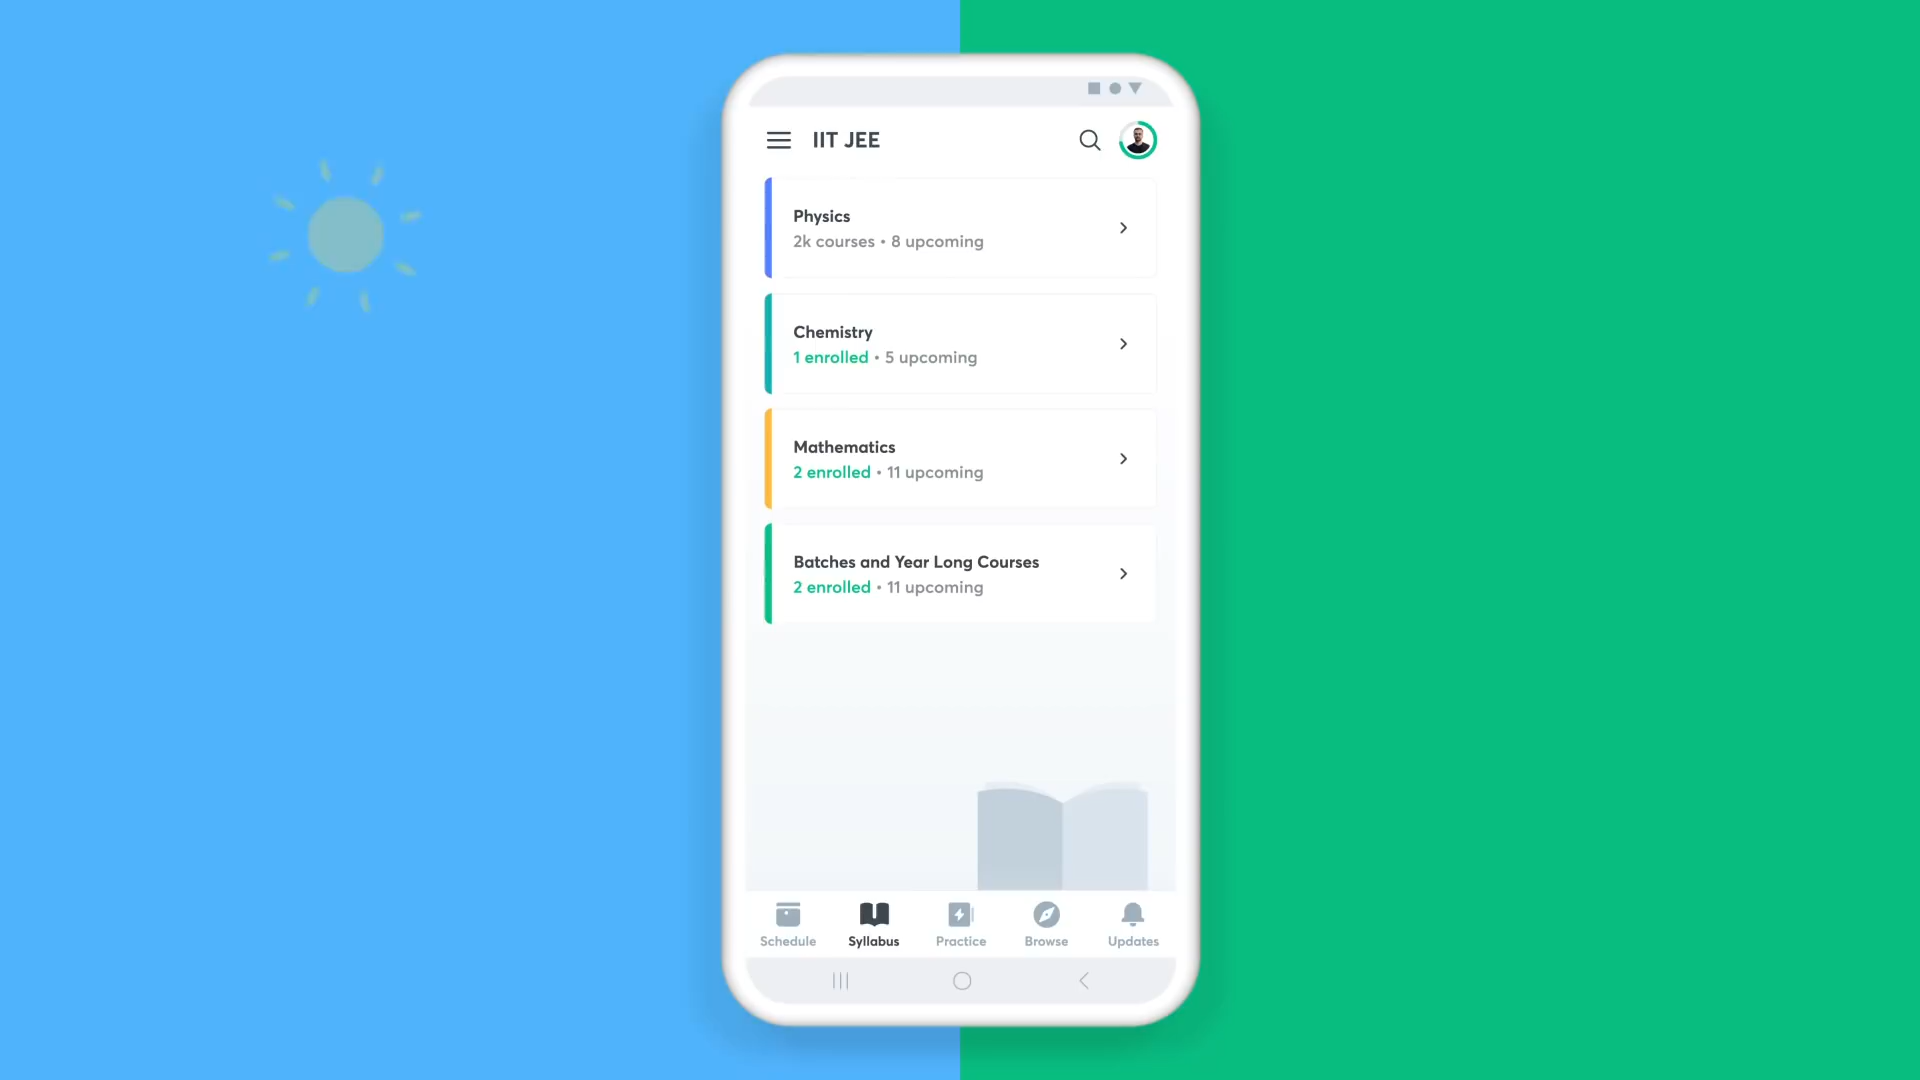 IIT JEE
Physics
2k courses • 8 upcoming
Chemistry
1 enrolled • 5 upcoming
Mathematics
2 enrolled • 11 upcoming
Batches and Year Long Courses
2 enrolled • 11 upcoming
Schedule
Syllabus
Practice
Browse
Updates